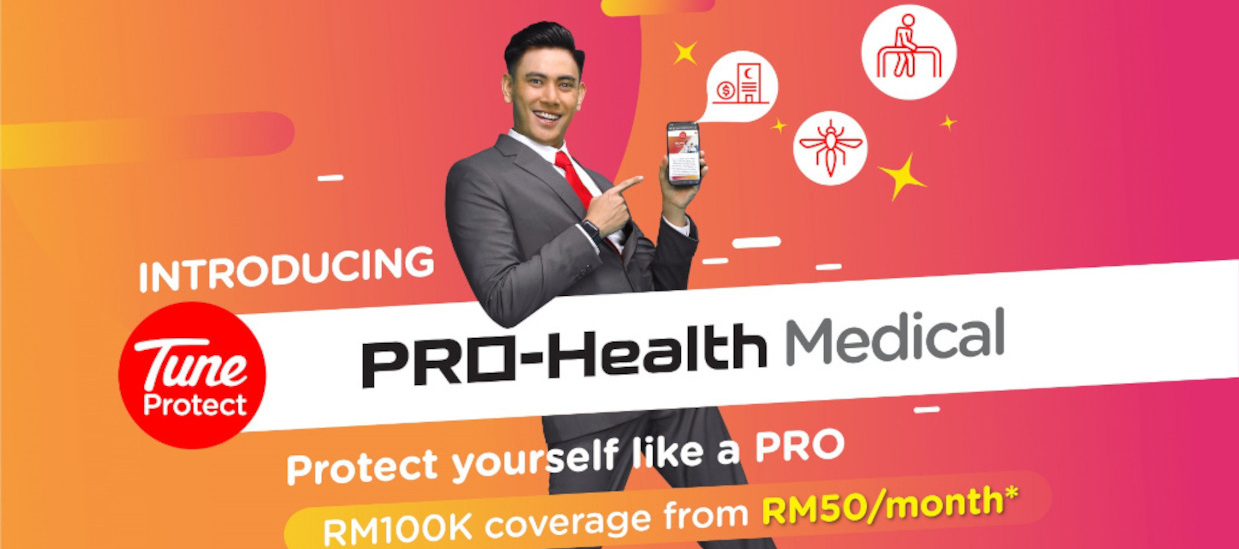 INTRODUCING
Tune
Protect
PRO-Health Medical
Protect yourself like a PRO
RM100K coverage from RM50/month*